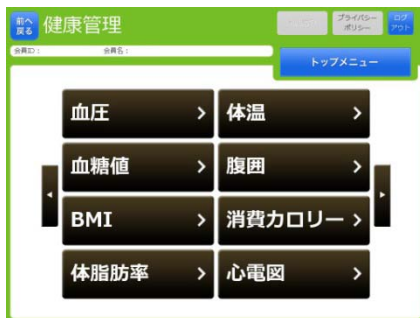 前へ
戻る
健康管理
プライバシー
ポリシー
ログ
アウト
会員ID：
会員名：
トップメニュー
血圧
体温
血糖値
腹囲
BMI
消費カロリー
体脂肪率
心電図